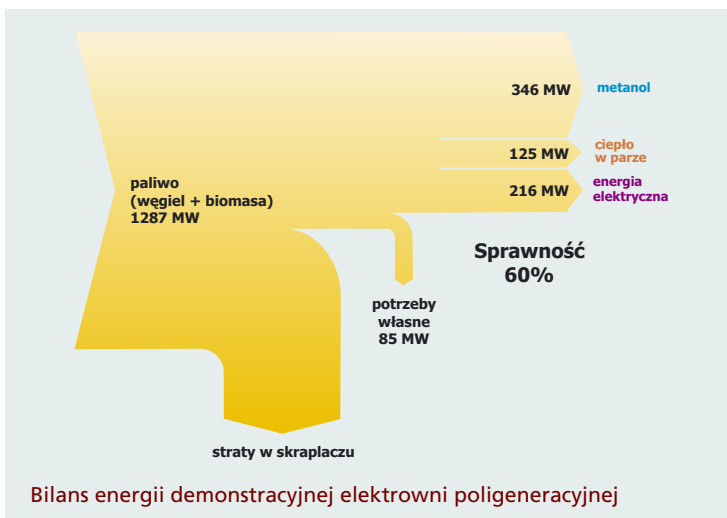 346 MW
metanol
125 MW
ciepło
w parze
216 MW
energia
elektryczna
paliwo
(węgiel + biomasa)
1287 MW
Sprawność
60%
potrzeby
własne
85 MW
straty w skraplaczu
Bilans energii demonstracyjnej elektrowni poligeneracyjnej